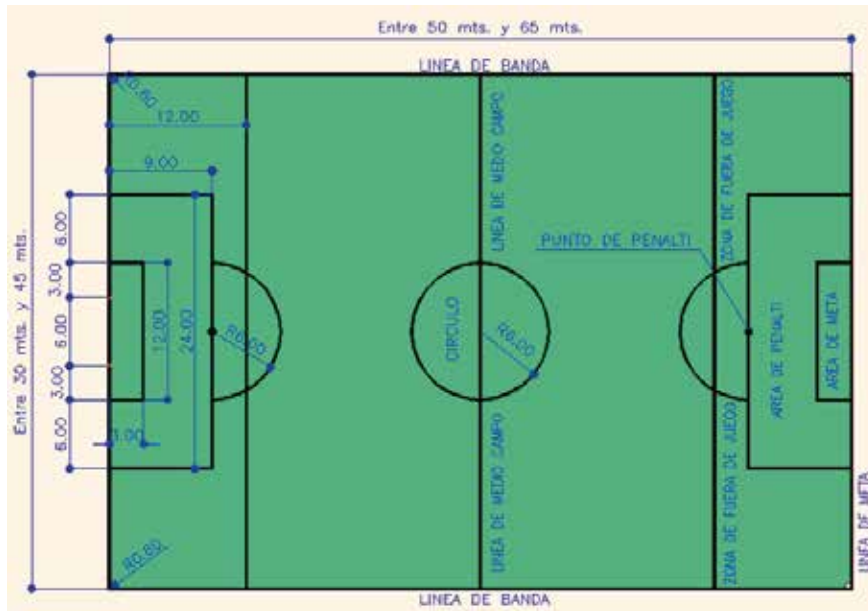 Entre 50 mts. y 65 mts.
LINEA DE BANDA
R0.60
12.00
9.00
Entre 30 mts. y 45 mts.
6.00
3.00
6.00
3.00
6.00
12.00
24.00
3.00
R6.00
CIRCULO
R6.00
LINEA DE MEDIO CAMPO
LINEA DE MEDIO CAMPO
PUNTO DE PENALTI
ZONA DE FUERA DE JUEGO
ZONA DE FUERA DE JUEGO
AREA DE PENALTI
AREA DE META
LINEA DE META
R0.80
LINEA DE BANDA